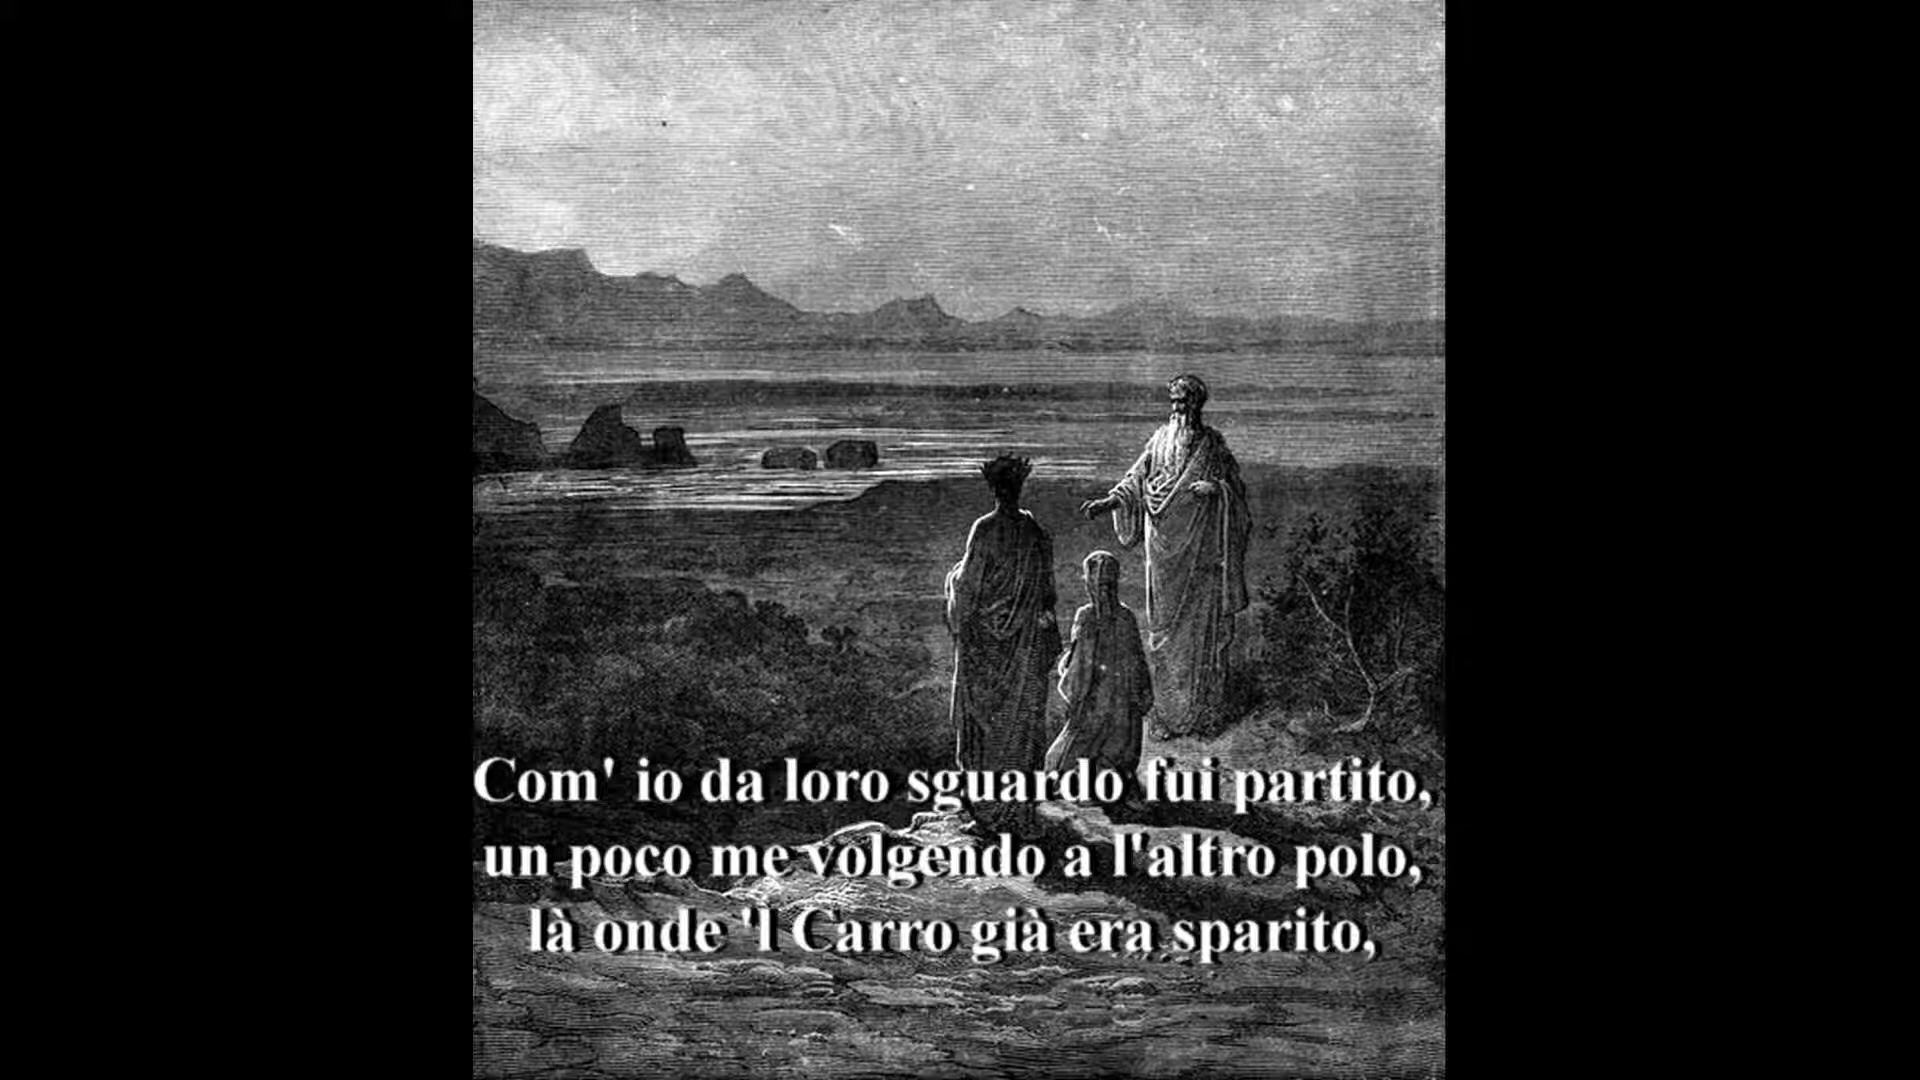 Com' io da loro sguardo fui partito,
un poco me volgendo a l'altro polo,
là onde 'l Carro già era sparito,